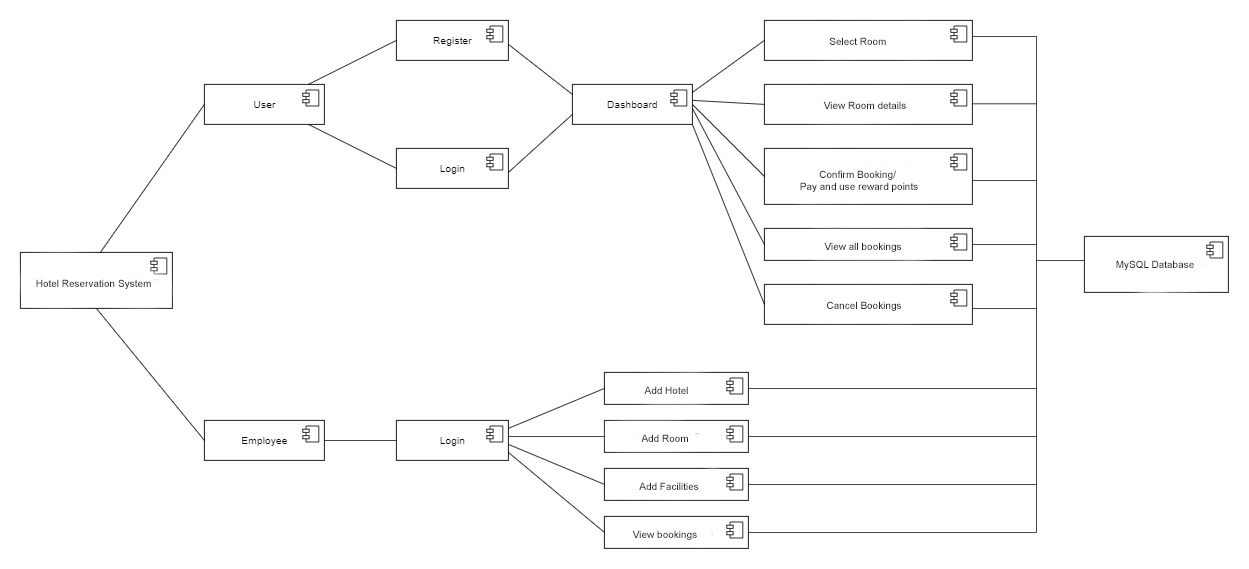 Register
Select Room
User
Dashboard
View Room details
Login
Confirm Booking/
Pay and use reward points
View all bookings
MySQL Database
Hotel Reservation System
Cancel Bookings
Add Hotel
Employee
Login
Add Room
Add Facilities
View bookings